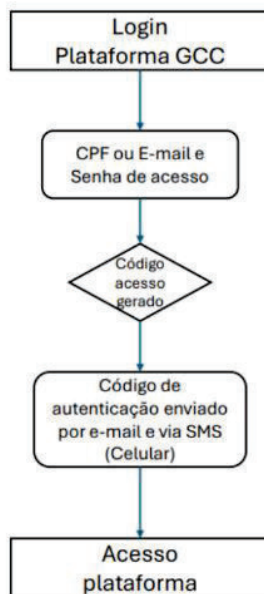 Login
Plataforma GCC
CPF ou E-mail e
Senha de acesso
Código
acesso
gerado
Código de
autenticação enviado
por e-mail e via SMS
(Celular)
Acesso
plataforma